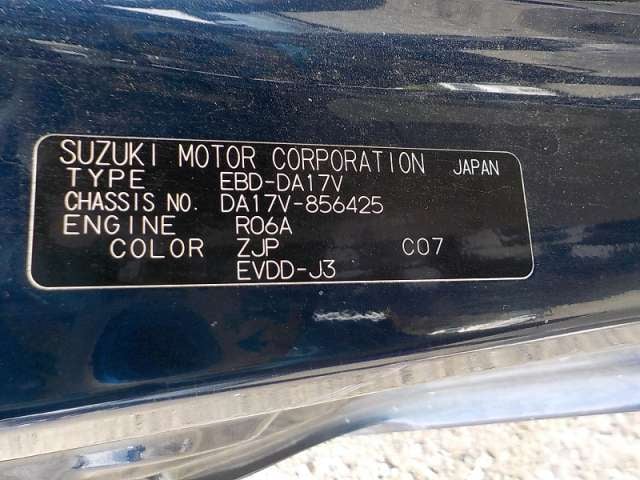 SUZUKI MOTOR CORPORATION JAPAN
TYPE EBD-DA17V
CHASSIS NO. DA17V-856425
ENGINE R06A
COLOR ZJP C07
EVDD-J3